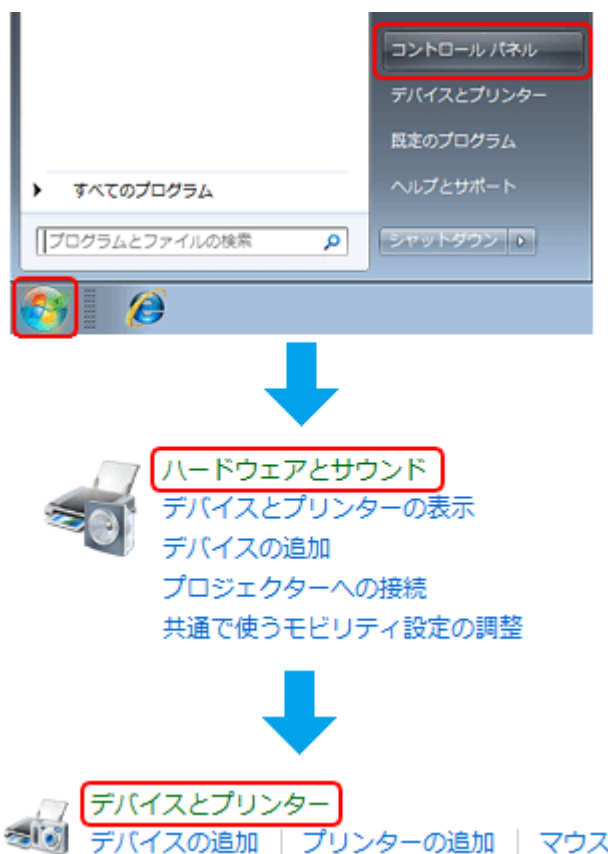 コントロール パネル
デバイスとプリンター
既定のプログラム
すべてのプログラム
ヘルプとサポート
プログラムとファイルの検索
シャットダウン
ハードウェアとサウンド
デバイスとプリンターの表示
デバイスの追加
プロジェクターへの接続
共通で使うモビリティ設定の調整
デバイスとプリンター
デバイスの追加 | プリンターの追加 | マウス